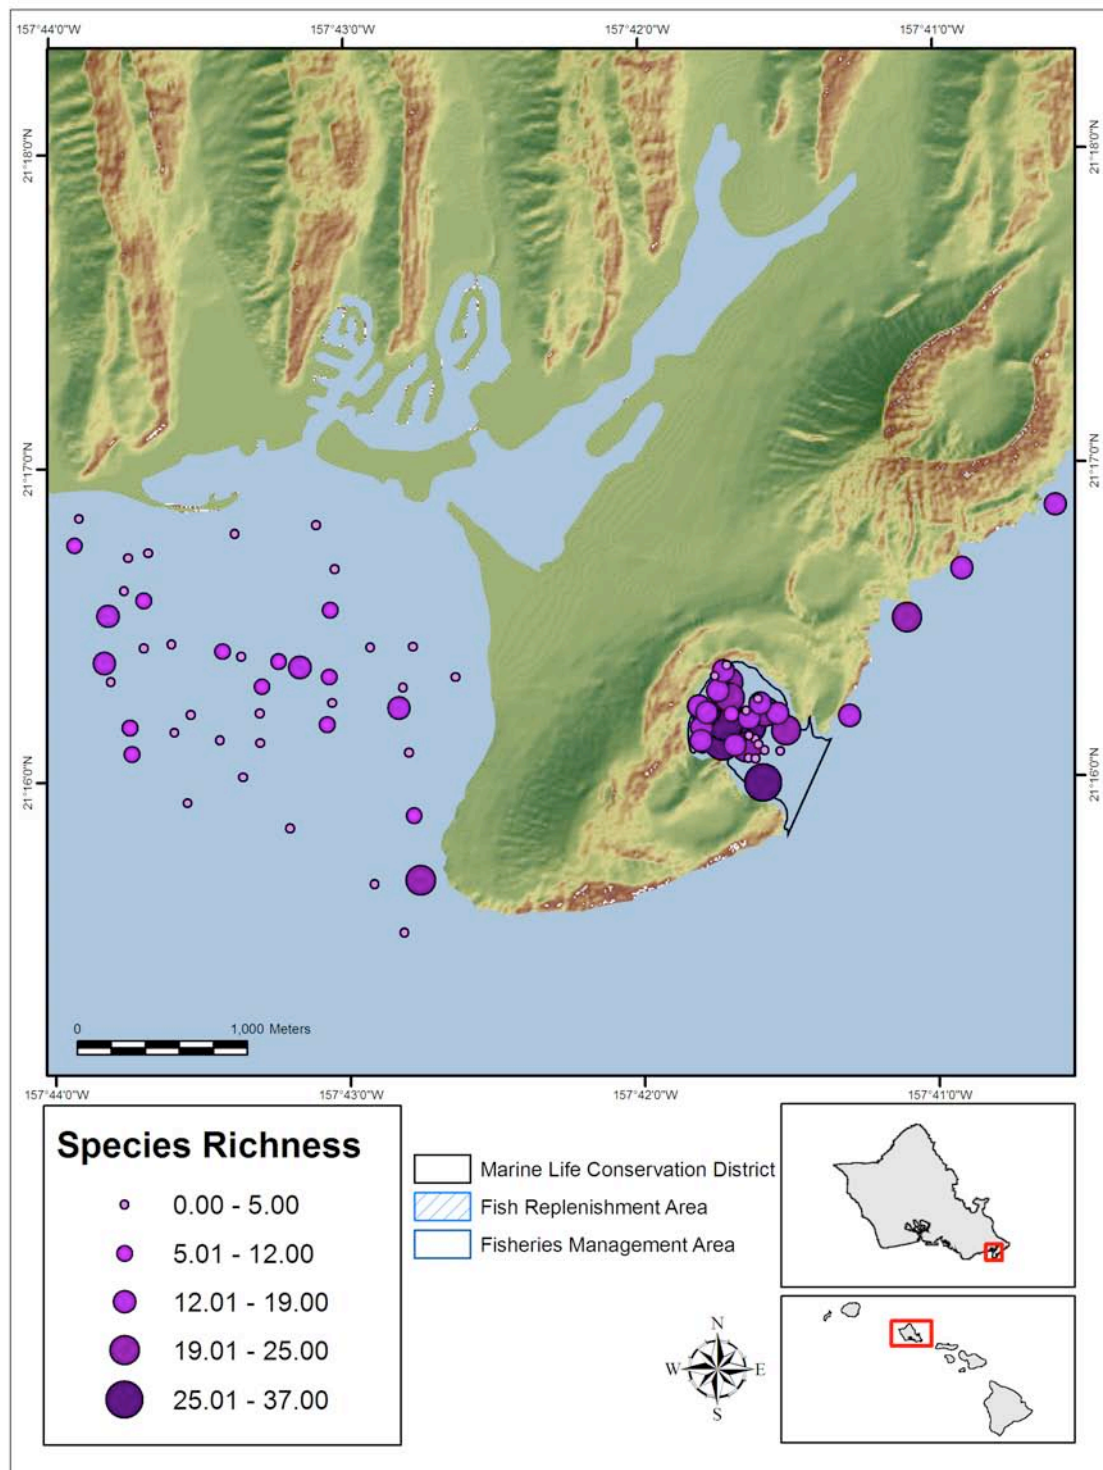 157°44'0"W 157°43'0"W 157°42'0"W 157°41'0"W
21°18'0"N 21°18'0"N
21°17'0"N 21°17'0"N
21°16'0"N 21°16'0"N
0 1,000 Meters
157°44'0"W 157°43'0"W 157°42'0"W 157°41'0"W
Species Richness
0.00 - 5.00
5.01 - 12.00
12.01 - 19.00
19.01 - 25.00
25.01 - 37.00
Marine Life Conservation District
Fish Replenishment Area
Fisheries Management Area
N
W E
S